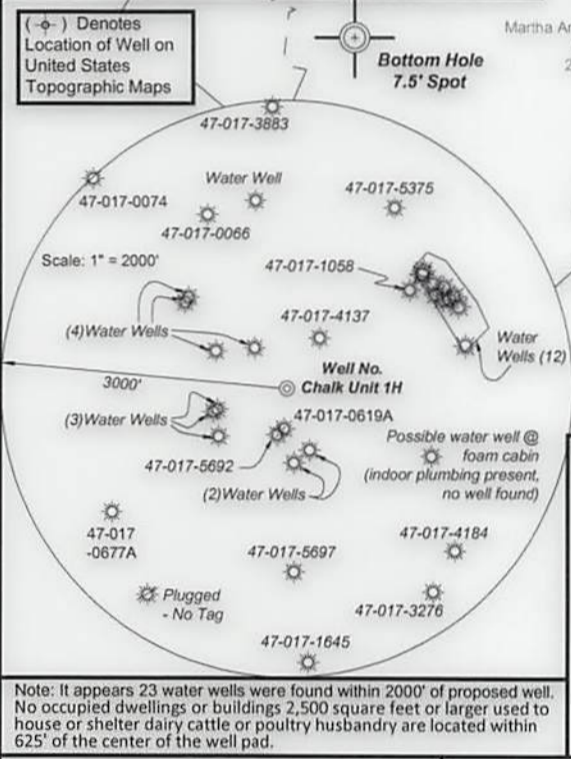 (-⌖-) Denotes
Location of Well on
United States
Topographic Maps
Martha
Bottom Hole
7.5' Spot
2
47-017-3883
47-017-0074
Water Well
47-017-0066
47-017-5375
Scale: 1" = 2000'
47-017-1058
(4)Water Wells
47-017-4137
Water
Wells (12)
3000'
Well No.
Chalk Unit 1H
(3)Water Wells
47-017-0619A
47-017-5692
Possible water well @
foam cabin
(indoor plumbing present,
no well found)
(2)Water Wells
47-017
-0677A
47-017-5697
47-017-4184
Plugged
- No Tag
47-017-3276
47-017-1645
Note: It appears 23 water wells were found within 2000' of proposed well.
No occupied dwellings or buildings 2,500 square feet or larger used to
house or shelter dairy cattle or poultry husbandry are located within
625' of the center of the well pad.